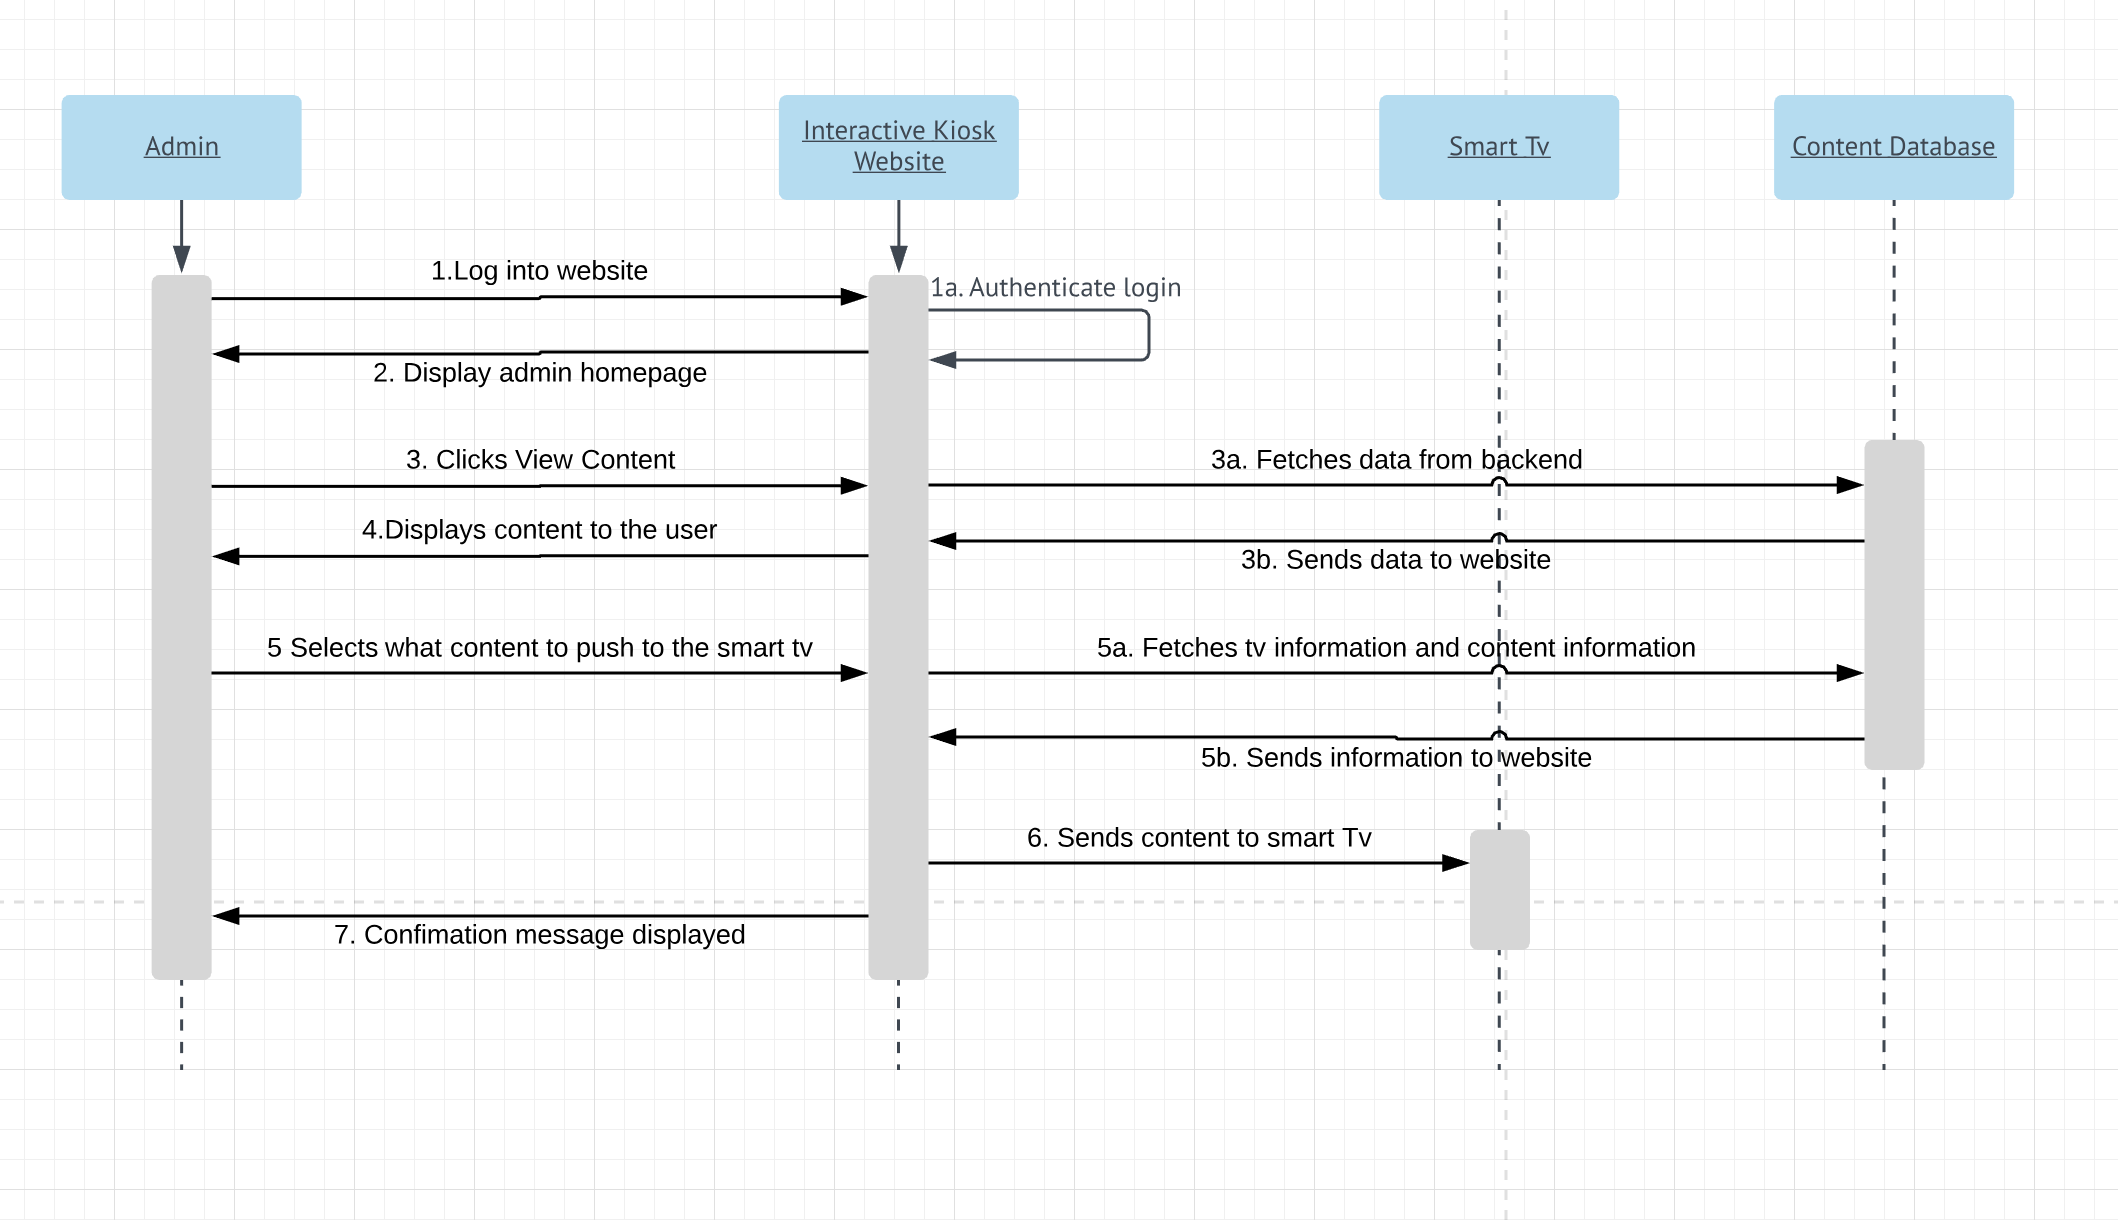 Admin
Interactive Kiosk
Website
Smart Tv
Content Database
1.Log into website
1a. Authenticate login
2. Display admin homepage
3. Clicks View Content
3a. Fetches data from backend
4.Displays content to the user
3b. Sends data to website
5 Selects what content to push to the smart tv
5a. Fetches tv information and content information
5b. Sends information to website
6. Sends content to smart Tv
7. Confimation message displayed